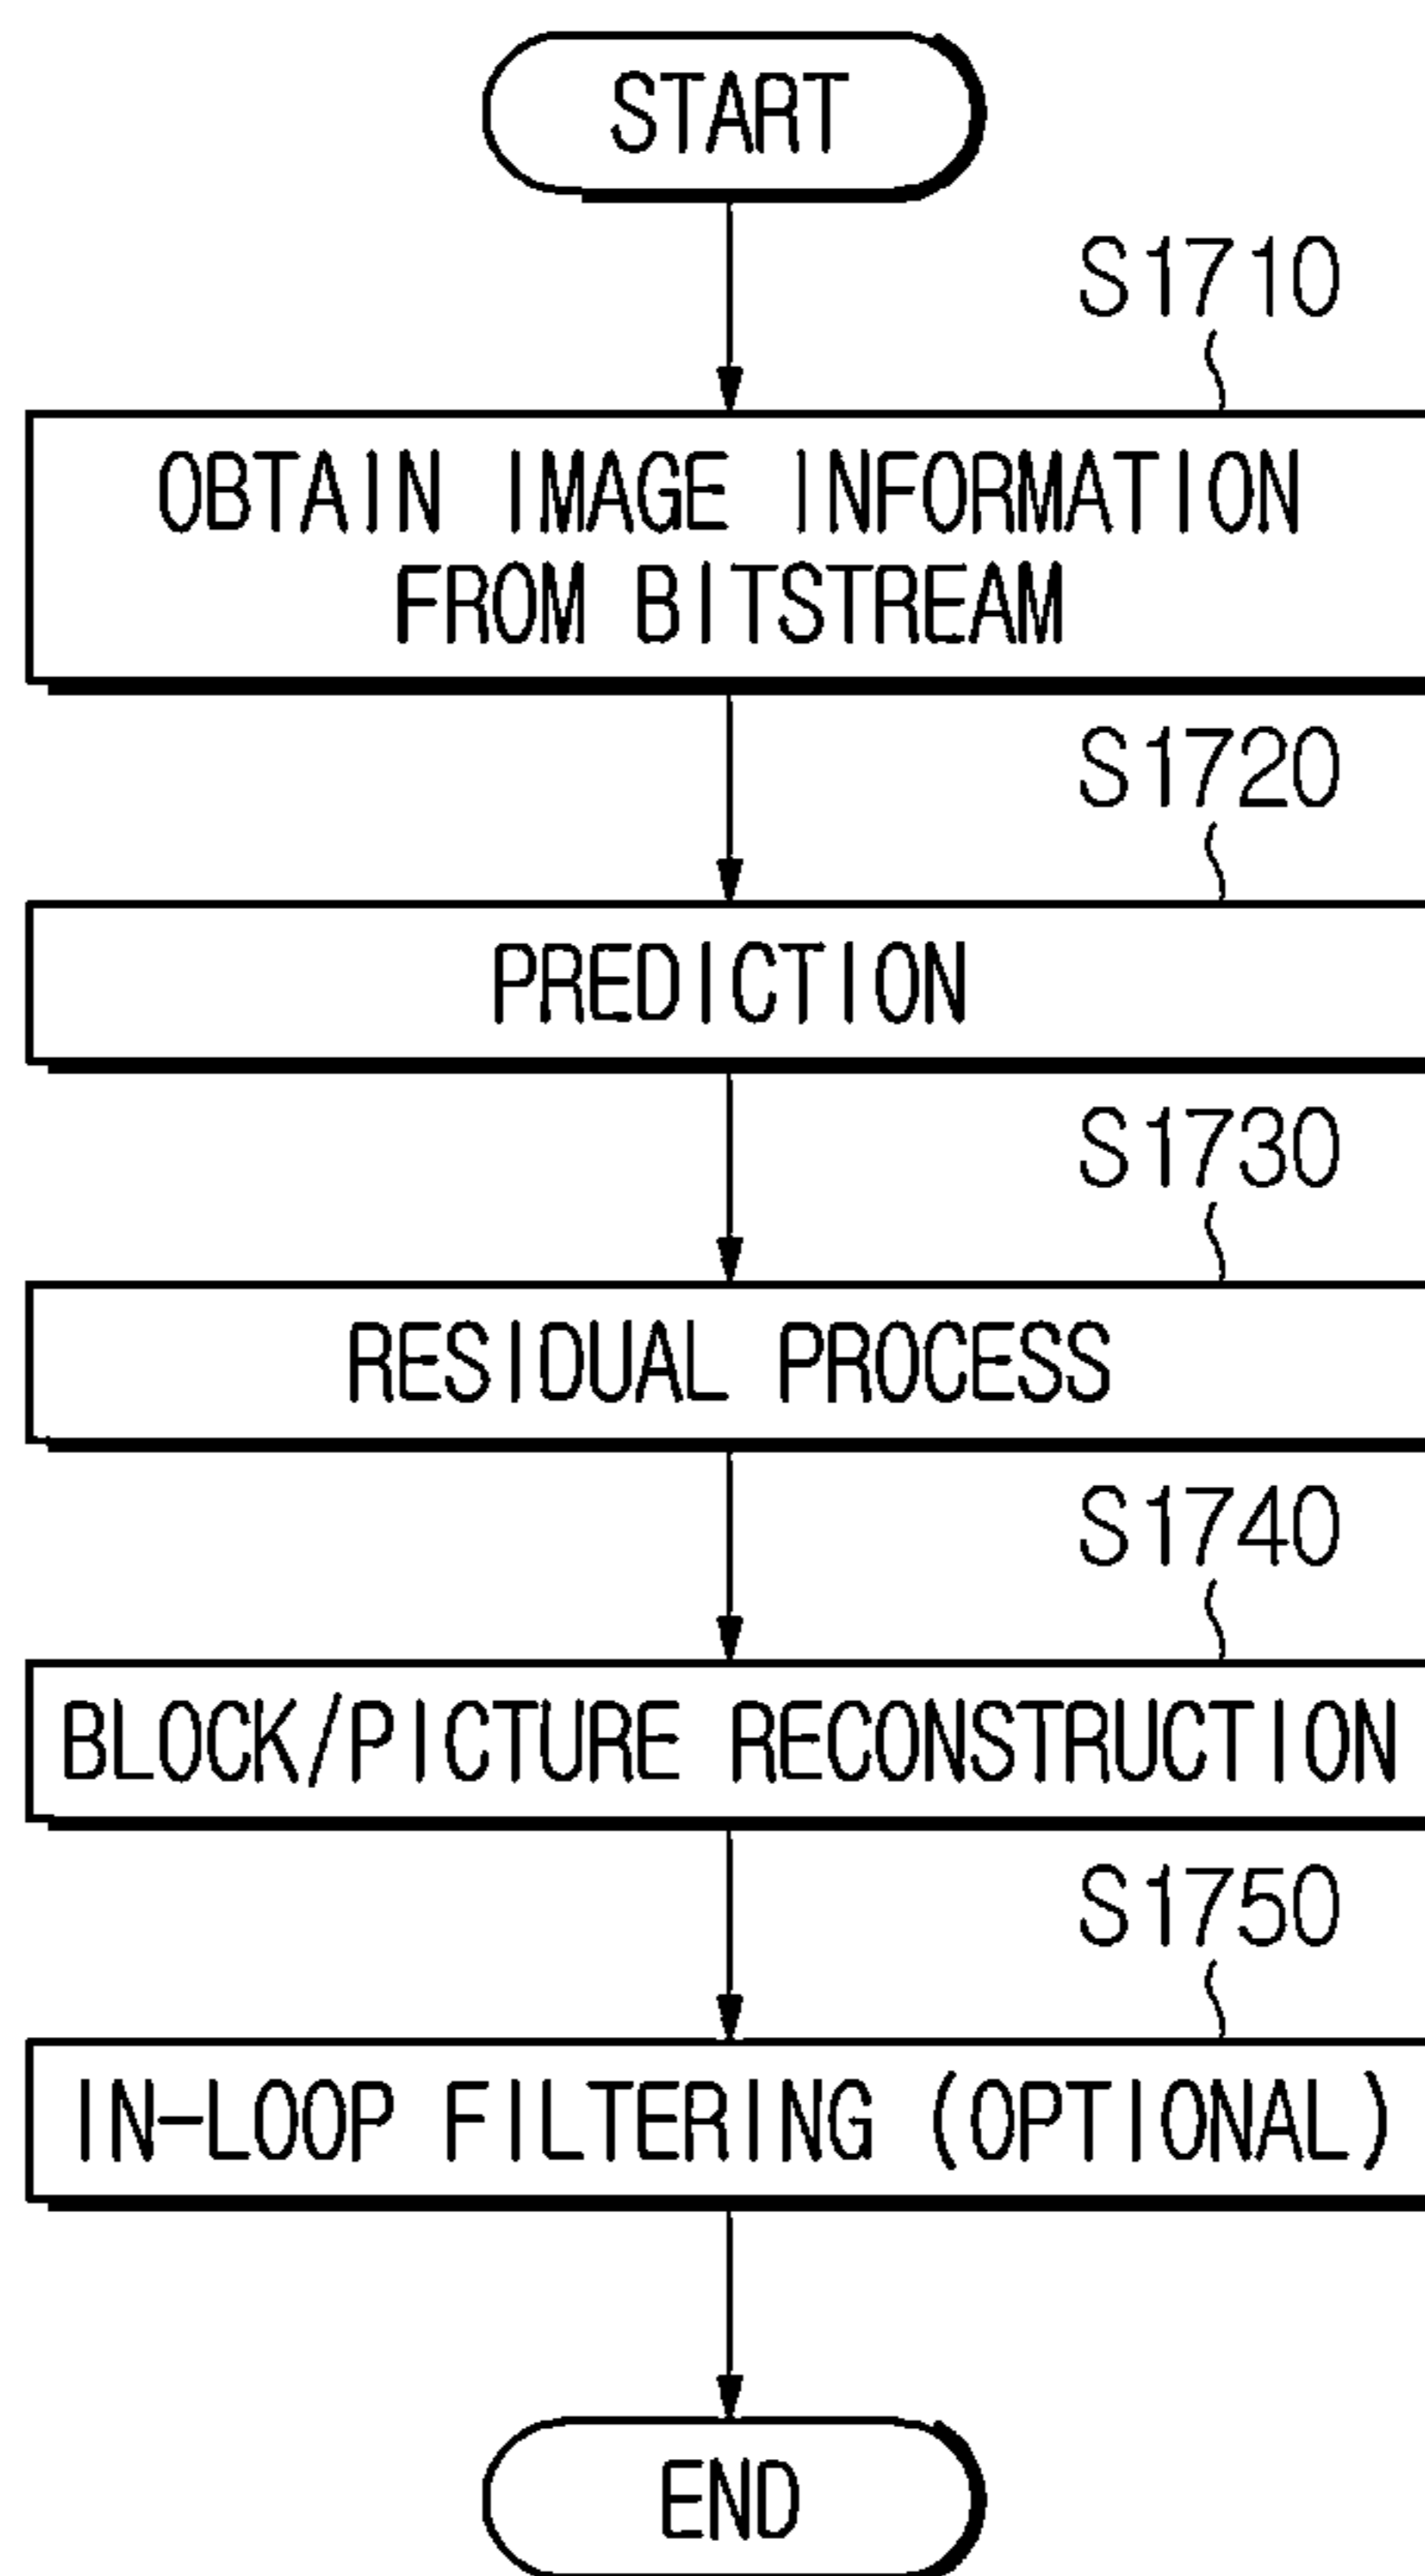 START
S1710
OBTAIN IMAGE INFORMATION
FROM BITSTREAM
S1720
PREDICTION
S1730
RESIDUAL PROCESS
S1740
BLOCK/PICTURE RECONSTRUCTION
S1750
IN-LOOP FILTERING (OPTIONAL)
END